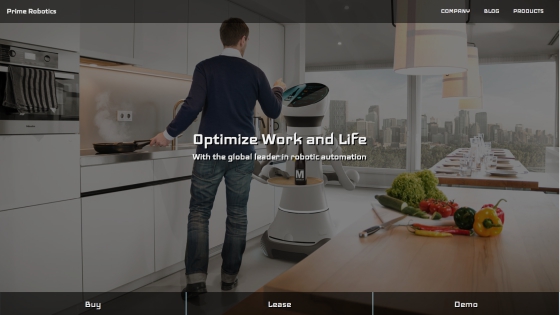 Prime Robotics
COMPANY BLOG PRODUCTS
Optimize Work and Life
With the global leader in robotic automation
M
Buy
Lease
Demo